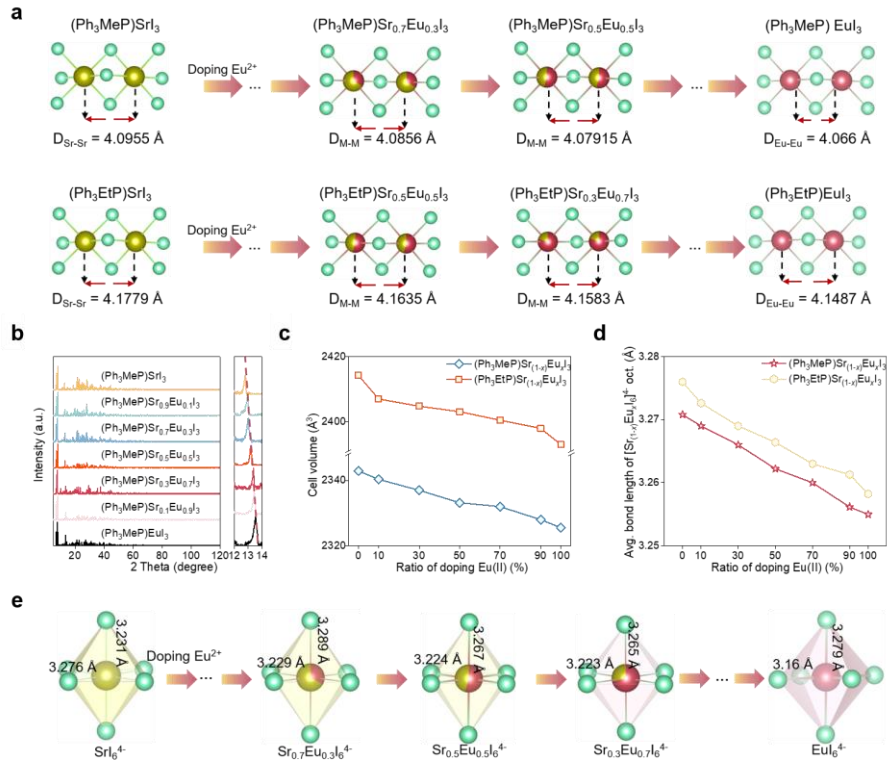 a
(Ph₃MeP)SrI₃
(Ph₃MeP)Sr₀.₇Eu₀.₃I₃
(Ph₃MeP)Sr₀.₅Eu₀.₅I₃
(Ph₃MeP) EuI₃
Doping Eu²⁺
...
...
D_Sr-Sr = 4.0955 Å
D_M-M = 4.0856 Å
D_M-M = 4.07915 Å
D_Eu-Eu = 4.066 Å
(Ph₃EtP)SrI₃
(Ph₃EtP)Sr₀.₅Eu₀.₅I₃
(Ph₃EtP)Sr₀.₃Eu₀.₇I₃
(Ph₃EtP)EuI₃
Doping Eu²⁺
...
...
D_Sr-Sr = 4.1779 Å
D_M-M = 4.1635 Å
D_M-M = 4.1583 Å
D_Eu-Eu = 4.1487 Å
b
Intensity (a.u.)
(Ph₃MeP)SrI₃
(Ph₃MeP)Sr₀.₉Eu₀.₁I₃
(Ph₃MeP)Sr₀.₇Eu₀.₃I₃
(Ph₃MeP)Sr₀.₅Eu₀.₅I₃
(Ph₃MeP)Sr₀.₃Eu₀.₇I₃
(Ph₃MeP)Sr₀.₁Eu₀.₉I₃
(Ph₃MeP)EuI₃
20 40 60 80 100 120
12 13 14
2 Theta (degree)
c
Cell volume (Å³)
2420
2400
2340
2320
(Ph₃MeP)Sr₍₁₋ₓ₎EuₓI₃
(Ph₃EtP)Sr₍₁₋ₓ₎EuₓI₃
0 10 30 50 70 90 100
Ratio of doping Eu(II) (%)
d
Avg. bond length of [Sr₍₁₋ₓ₎EuₓI₆]⁴⁻ oct. (Å)
3.28
3.27
3.26
3.25
(Ph₃MeP)Sr₍₁₋ₓ₎EuₓI₃
(Ph₃EtP)Sr₍₁₋ₓ₎EuₓI₃
0 10 30 50 70 90 100
Ratio of doping Eu(II) (%)
e
3.231 Å
3.276 Å
Doping Eu²⁺
...
3.289 Å
3.229 Å
3.267 Å
3.224 Å
3.265 Å
3.223 Å
...
3.279 Å
3.16 Å
SrI₆⁴⁻
Sr₀.₇Eu₀.₃I₆⁴⁻
Sr₀.₅Eu₀.₅I₆⁴⁻
Sr₀.₃Eu₀.₇I₆⁴⁻
EuI₆⁴⁻